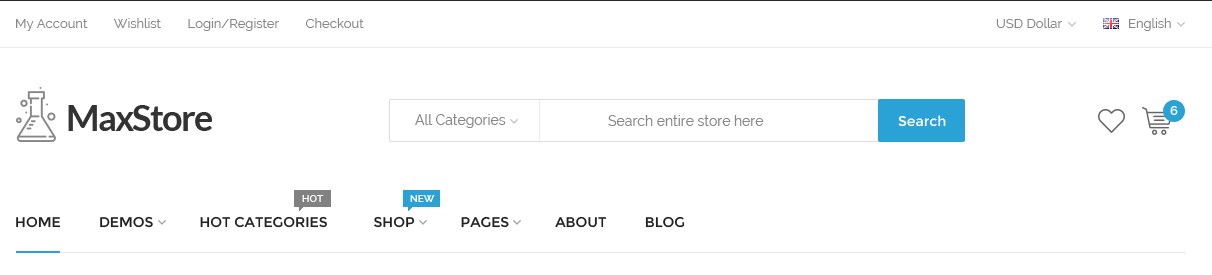 My Account Wishlist Login/Register Checkout USD Dollar English
MaxStore All Categories Search entire store here Search 6
HOT NEW
HOME DEMOS HOT CATEGORIES SHOP PAGES ABOUT BLOG